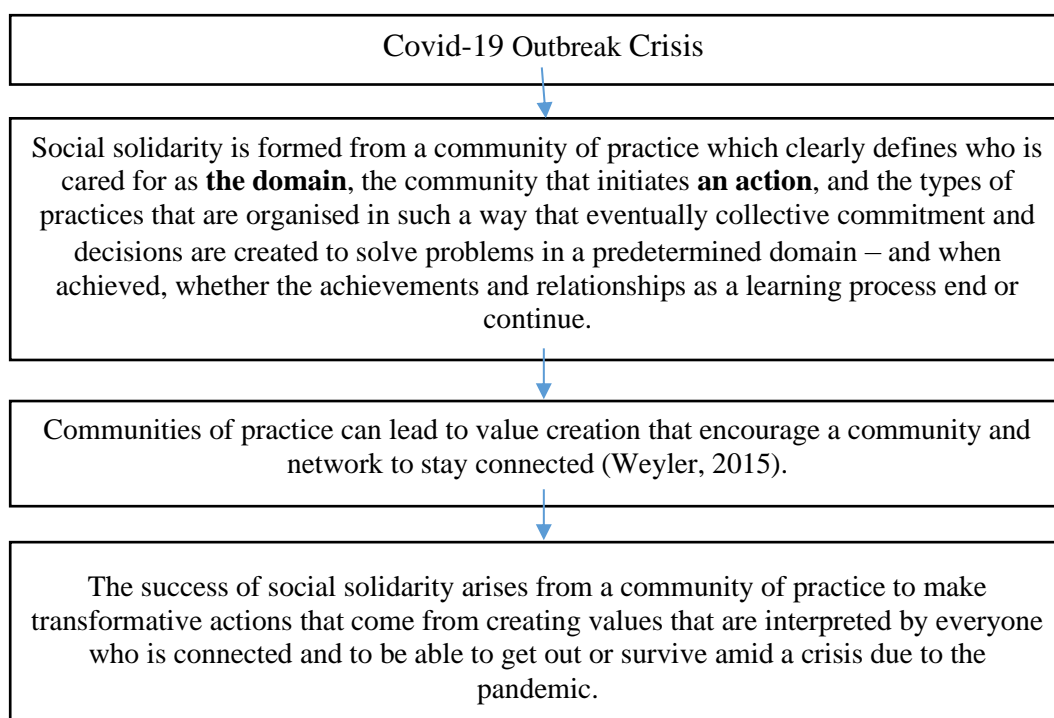 Covid-19 Outbreak Crisis
Social solidarity is formed from a community of practice which clearly defines who is
cared for as the domain, the community that initiates an action, and the types of
practices that are organised in such a way that eventually collective commitment and
decisions are created to solve problems in a predetermined domain – and when
achieved, whether the achievements and relationships as a learning process end or
continue.
Communities of practice can lead to value creation that encourage a community and
network to stay connected (Weyler, 2015).
The success of social solidarity arises from a community of practice to make
transformative actions that come from creating values that are interpreted by everyone
who is connected and to be able to get out or survive amid a crisis due to the
pandemic.